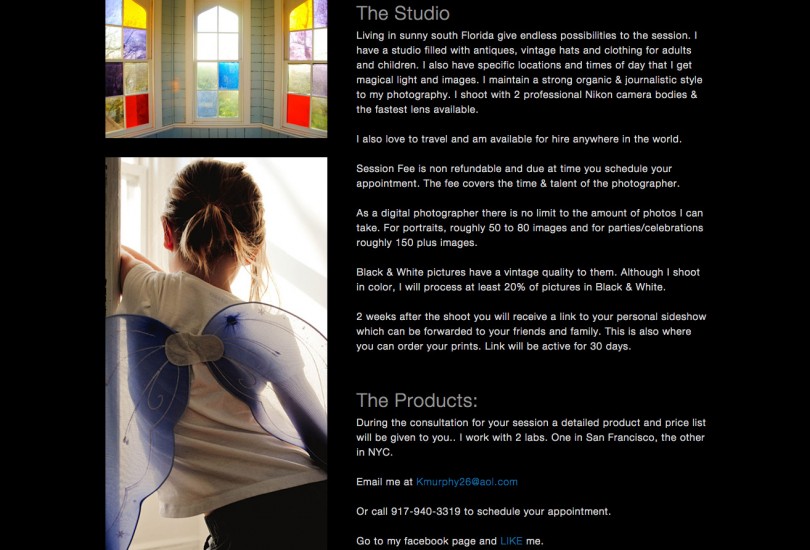 The Studio
Living in sunny south Florida give endless possibilities to the session. I
have a studio filled with antiques, vintage hats and clothing for adults
and children. I also have specific locations and times of day that I get
magical light and images. I maintain a strong organic & journalistic style
to my photography. I shoot with 2 professional Nikon camera bodies &
the fastest lens available.
I also love to travel and am available for hire anywhere in the world.
Session Fee is non refundable and due at time you schedule your
appointment. The fee covers the time & talent of the photographer.
As a digital photographer there is no limit to the amount of photos I can
take. For portraits, roughly 50 to 80 images and for parties/celebrations
roughly 150 plus images.
Black & White pictures have a vintage quality to them. Although I shoot
in color, I will process at least 20% of pictures in Black & White.
2 weeks after the shoot you will receive a link to your personal sideshow
which can be forwarded to your friends and family. This is also where
you can order your prints. Link will be active for 30 days.
The Products:
During the consultation for your session a detailed product and price list
will be given to you.. I work with 2 labs. One in San Francisco, the other
in NYC.
Email me at Kmurphy26@aol.com
Or call 917-940-3319 to schedule your appointment.
Go to my facebook page and LIKE me.